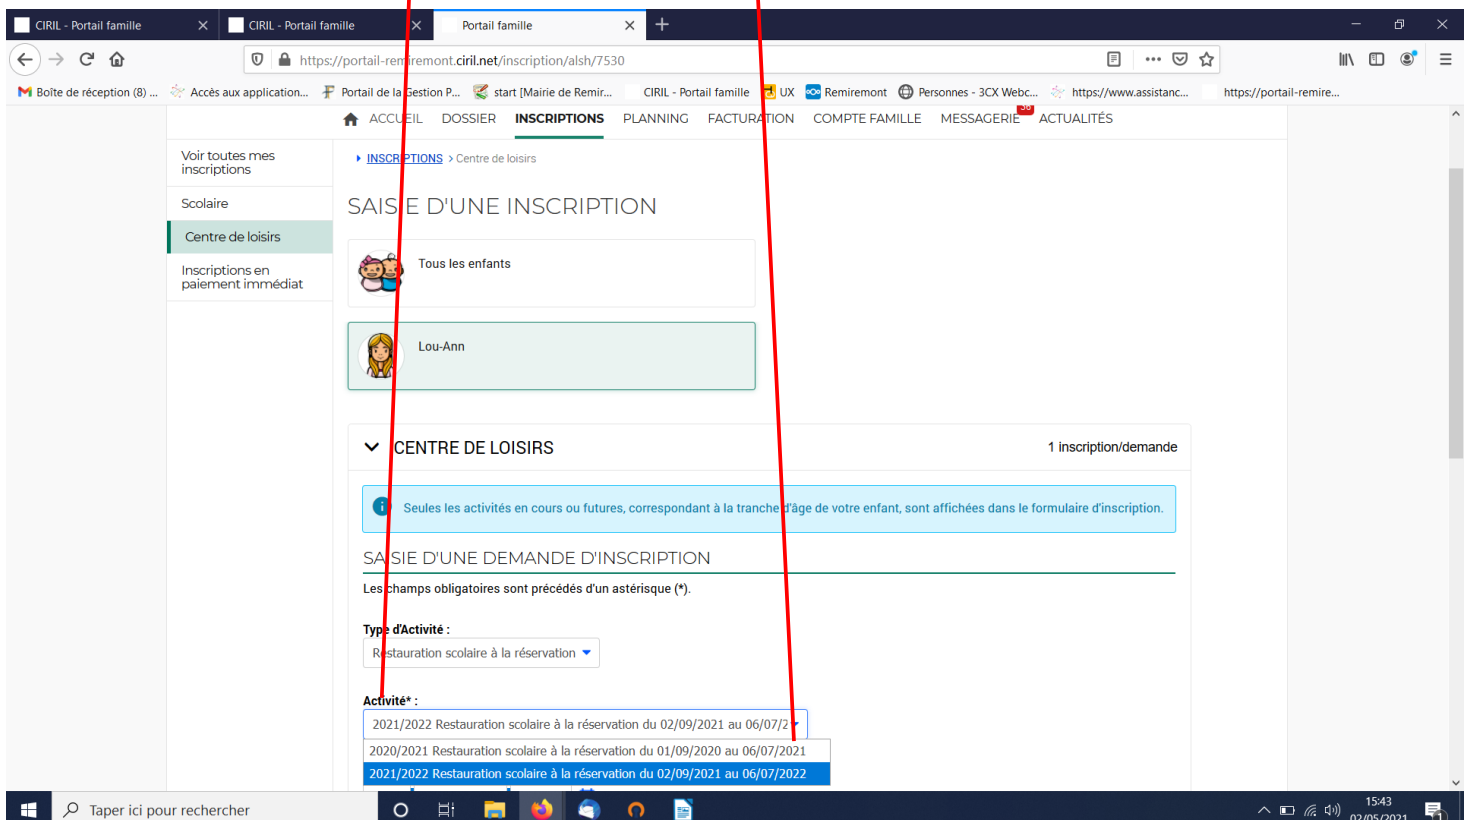 CIRIL - Portail famille
CIRIL - Portail famille
Portail famille
https://portail-remiremont.ciril.net/inscription/alsh/7530
Boîte de réception (8) ...
Accès aux application...
Portail de la Gestion P...
start [Mairie de Remir...
CIRIL - Portail famille
UX
Remiremont
Personnes - 3CX Webc...
https://www.assistanc...
https://portail-remire...
ACCUEIL DOSSIER INSCRIPTIONS PLANNING FACTURATION COMPTE FAMILLE MESSAGERIE 36 ACTUALITÉS
Voir toutes mes
inscriptions
Scolaire
Centre de loisirs
Inscriptions en
paiement immédiat
INSCRIPTIONS > Centre de loisirs
SAISIE D'UNE INSCRIPTION
Tous les enfants
Lou-Ann
CENTRE DE LOISIRS
1 inscription/demande
Seules les activités en cours ou futures, correspondant à la tranche d'âge de votre enfant, sont affichées dans le formulaire d'inscription.
SAISIE D'UNE DEMANDE D'INSCRIPTION
Les champs obligatoires sont précédés d'un astérisque (*).
Type d'Activité :
Restauration scolaire à la réservation
Activité* :
2021/2022 Restauration scolaire à la réservation du 02/09/2021 au 06/07/2
2020/2021 Restauration scolaire à la réservation du 01/09/2020 au 06/07/2021
2021/2022 Restauration scolaire à la réservation du 02/09/2021 au 06/07/2022
Taper ici pour rechercher
15:43
02/05/2021
1